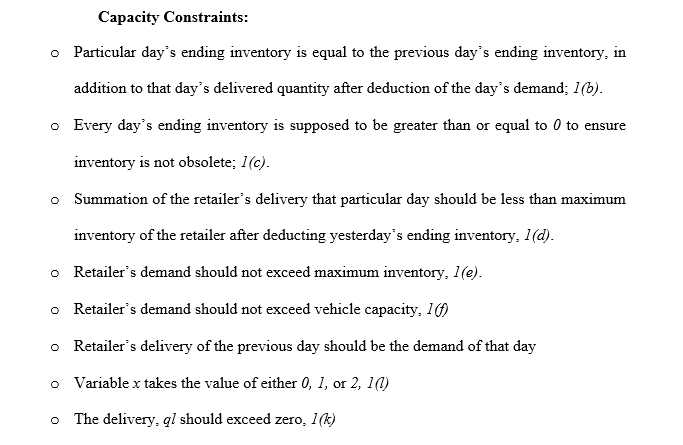 Capacity Constraints:
o Particular day's ending inventory is equal to the previous day's ending inventory, in
addition to that day's delivered quantity after deduction of the day's demand; 1(b).
o Every day's ending inventory is supposed to be greater than or equal to 0 to ensure
inventory is not obsolete; 1(c).
o Summation of the retailer's delivery that particular day should be less than maximum
inventory of the retailer after deducting yesterday's ending inventory, 1(d).
o Retailer's demand should not exceed maximum inventory, 1(e).
o Retailer's demand should not exceed vehicle capacity, 1(f)
o Retailer's delivery of the previous day should be the demand of that day
o Variable x takes the value of either 0, 1, or 2, 1(l)
o The delivery, ql should exceed zero, 1(k)